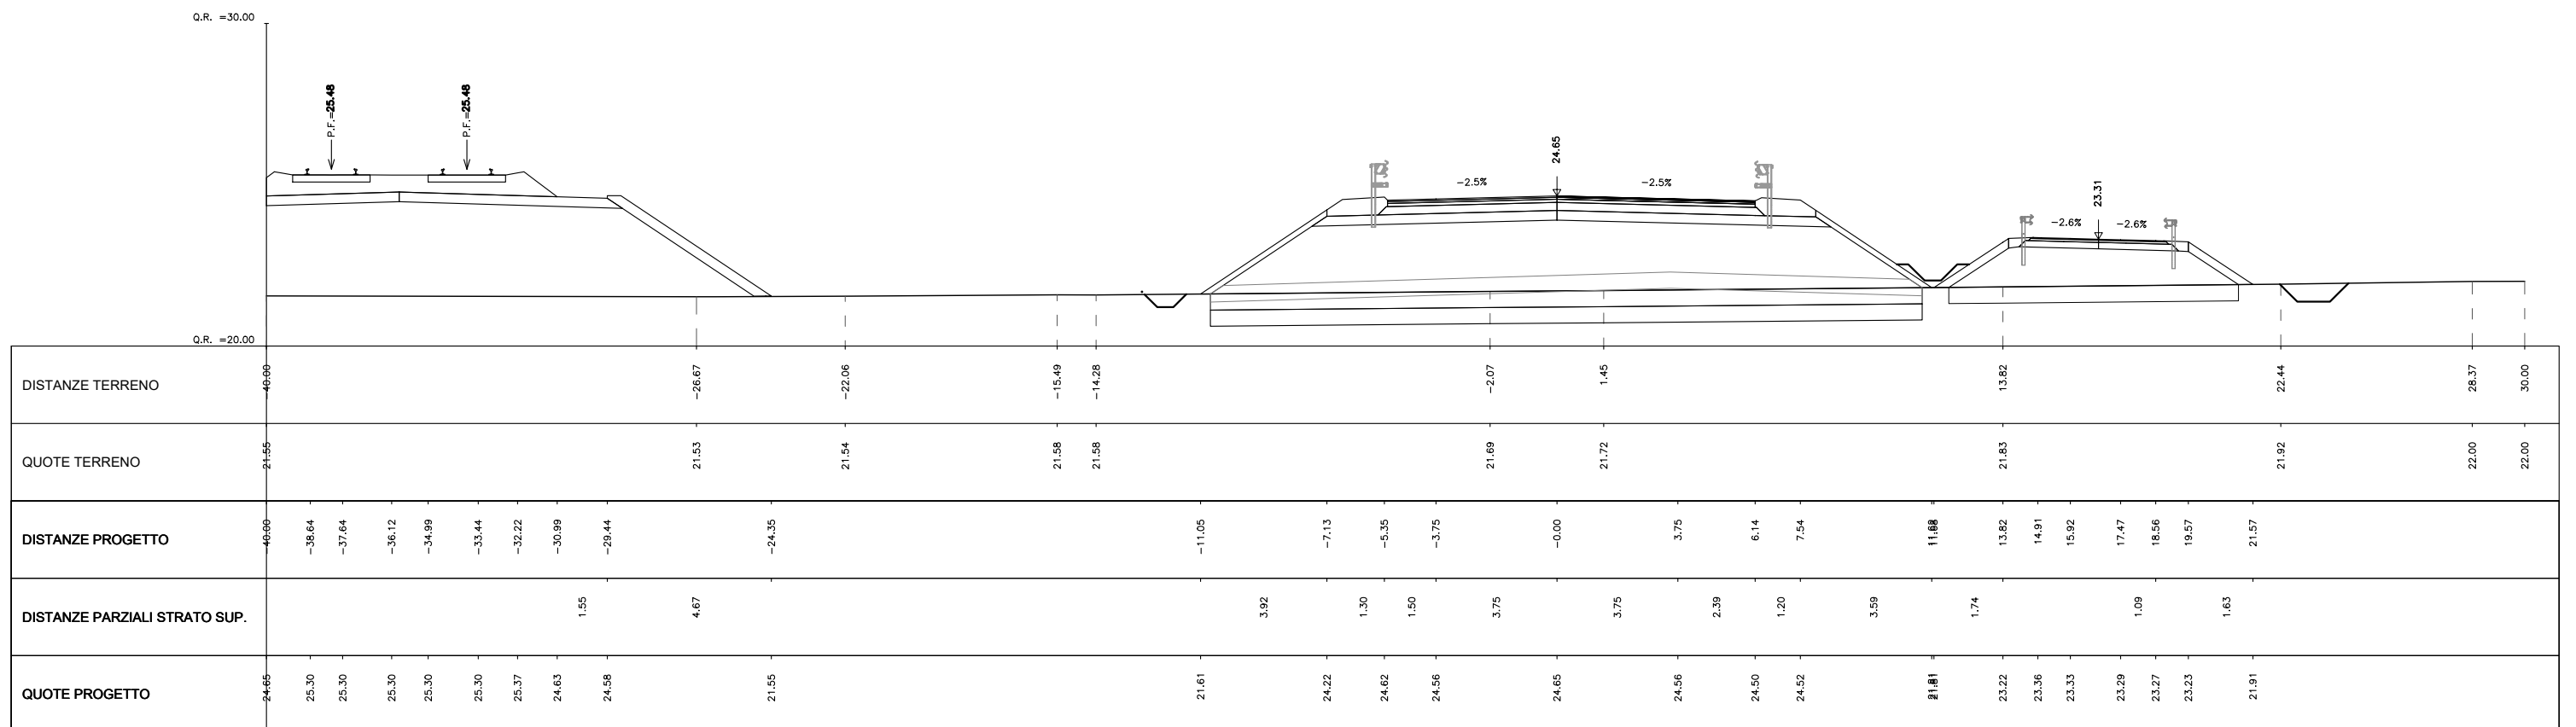 Q.R. =30.00
P.F.=25.48
P.F.=25.48
-2.5%
24.65
-2.5%
-2.6%
23.31
-2.6%
Q.R. =20.00
DISTANZE TERRENO -40.00 -26.67 -22.06 -15.49 -14.28 -2.07 1.45 13.82 22.44 28.37 30.00
QUOTE TERRENO 21.55 21.53 21.54 21.58 21.58 21.69 21.72 21.83 21.92 22.00 22.00
DISTANZE PROGETTO -40.00 -38.64 -37.64 -36.12 -34.99 -33.44 -32.22 -30.99 -29.44 -24.35 -11.05 -7.13 -5.35 -3.75 -0.00 3.75 6.14 7.54 13.82 14.91 15.92 17.47 18.56 19.57 21.57
DISTANZE PARZIALI STRATO SUP. 1.55 4.67 3.92 1.30 1.50 3.75 3.75 2.39 1.20 3.59 1.74 1.09 1.63
QUOTE PROGETTO 24.65 25.30 25.30 25.30 25.30 25.30 25.37 24.63 24.58 21.55 21.61 24.22 24.62 24.56 24.65 24.56 24.50 24.52 23.22 23.36 23.33 23.29 23.27 23.23 21.91